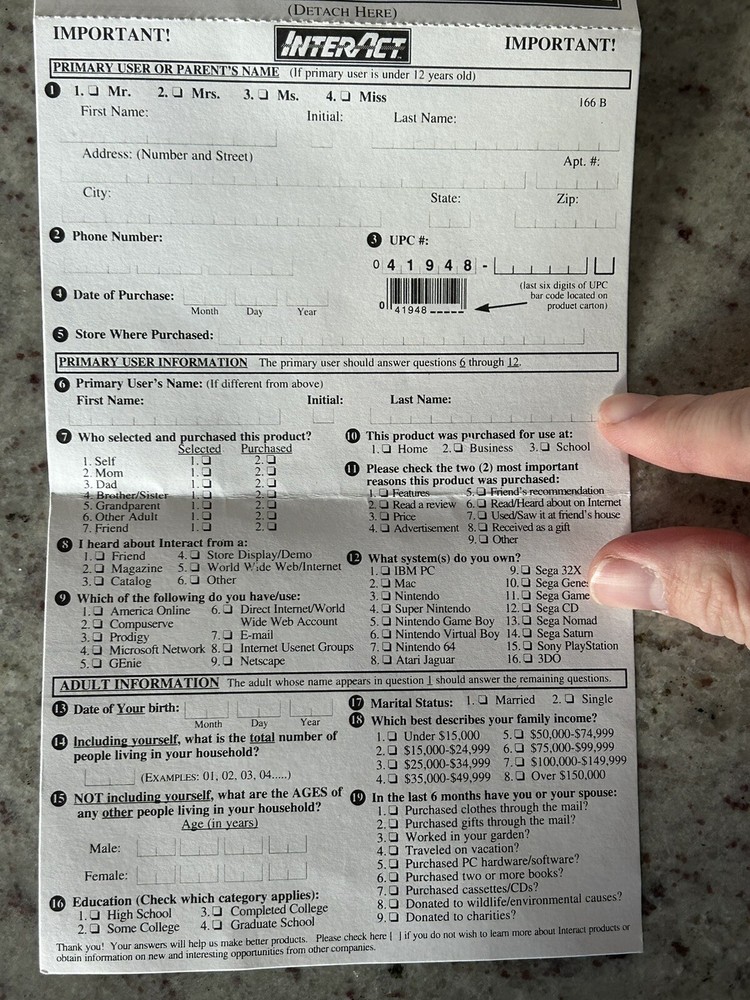 (DETACH HERE)
IMPORTANT!
INTERACT
IMPORTANT!
PRIMARY USER OR PARENT'S NAME (If primary user is under 12 years old)
1 1. ❏ Mr. 2. ❏ Mrs. 3. ❏ Ms. 4. ❏ Miss
166 B
First Name: Initial: Last Name:
Address: (Number and Street) Apt. #:
City: State: Zip:
2 Phone Number:
3 UPC #:
0 4 1 9 4 8 -
(last six digits of UPC
bar code located on
product carton)
0 41948
4 Date of Purchase:
Month Day Year
5 Store Where Purchased:
PRIMARY USER INFORMATION The primary user should answer questions 6 through 12.
6 Primary User's Name: (If different from above)
First Name: Initial: Last Name:
7 Who selected and purchased this product?
Selected Purchased
1. Self 1. ❏ 2. ❏
2. Mom 1. ❏ 2. ❏
3. Dad 1. ❏ 2. ❏
4. Brother/Sister 1. ❏ 2. ❏
5. Grandparent 1. ❏ 2. ❏
6. Other Adult 1. ❏ 2. ❏
7. Friend 1. ❏ 2. ❏
8 I heard about Interact from a:
1. ❏ Friend 4. ❏ Store Display/Demo
2. ❏ Magazine 5. ❏ World Wide Web/Internet
3. ❏ Catalog 6. ❏ Other
9 Which of the following do you have/use:
1. ❏ America Online 6. ❏ Direct Internet/World
2. ❏ Compuserve Wide Web Account
3. ❏ Prodigy 7. ❏ E-mail
4. ❏ Microsoft Network 8. ❏ Internet Usenet Groups
5. ❏ GEnie 9. ❏ Netscape
10 This product was purchased for use at:
1. ❏ Home 2. ❏ Business 3. ❏ School
11 Please check the two (2) most important
reasons this product was purchased:
1. ❏ Features 5. ❏ Friend's recommendation
2. ❏ Read a review 6. ❏ Read/Heard about on Internet
3. ❏ Price 7. ❏ Used/Saw it at friend's house
4. ❏ Advertisement 8. ❏ Received as a gift
9. ❏ Other
12 What system(s) do you own?
1. ❏ IBM PC 9. ❏ Sega 32X
2. ❏ Mac 10. ❏ Sega Gene
3. ❏ Nintendo 11. ❏ Sega Game
4. ❏ Super Nintendo 12. ❏ Sega CD
5. ❏ Nintendo Game Boy 13. ❏ Sega Nomad
6. ❏ Nintendo Virtual Boy 14. ❏ Sega Saturn
7. ❏ Nintendo 64 15. ❏ Sony PlayStation
8. ❏ Atari Jaguar 16. ❏ 3DO
ADULT INFORMATION The adult whose name appears in question 1 should answer the remaining questions.
13 Date of Your birth:
Month Day Year
14 Including yourself, what is the total number of
people living in your household?
(EXAMPLES: 01, 02, 03, 04.....)
15 NOT including yourself, what are the AGES of
any other people living in your household?
Age (in years)
Male:
Female:
16 Education (Check which category applies):
1. ❏ High School 3. ❏ Completed College
2. ❏ Some College 4. ❏ Graduate School
17 Marital Status: 1. ❏ Married 2. ❏ Single
18 Which best describes your family income?
1. ❏ Under $15,000 5. ❏ $50,000-$74,999
2. ❏ $15,000-$24,999 6. ❏ $75,000-$99,999
3. ❏ $25,000-$34,999 7. ❏ $100,000-$149,999
4. ❏ $35,000-$49,999 8. ❏ Over $150,000
19 In the last 6 months have you or your spouse:
1. ❏ Purchased clothes through the mail?
2. ❏ Purchased gifts through the mail?
3. ❏ Worked in your garden?
4. ❏ Traveled on vacation?
5. ❏ Purchased PC hardware/software?
6. ❏ Purchased two or more books?
7. ❏ Purchased cassettes/CDs?
8. ❏ Donated to wildlife/environmental causes?
9. ❏ Donated to charities?
Thank you! Your answers will help us make better products. Please check here [ ] if you do not wish to learn more about Interact products or
obtain information on new and interesting opportunities from other companies.